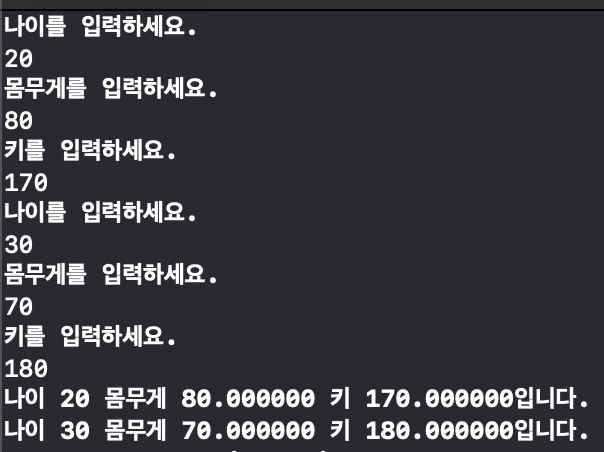 나이를 입력하세요.
20
몸무게를 입력하세요.
80
키를 입력하세요.
170
나이를 입력하세요.
30
몸무게를 입력하세요.
70
키를 입력하세요.
180
나이 20 몸무게 80.000000 키 170.000000입니다.
나이 30 몸무게 70.000000 키 180.000000입니다.